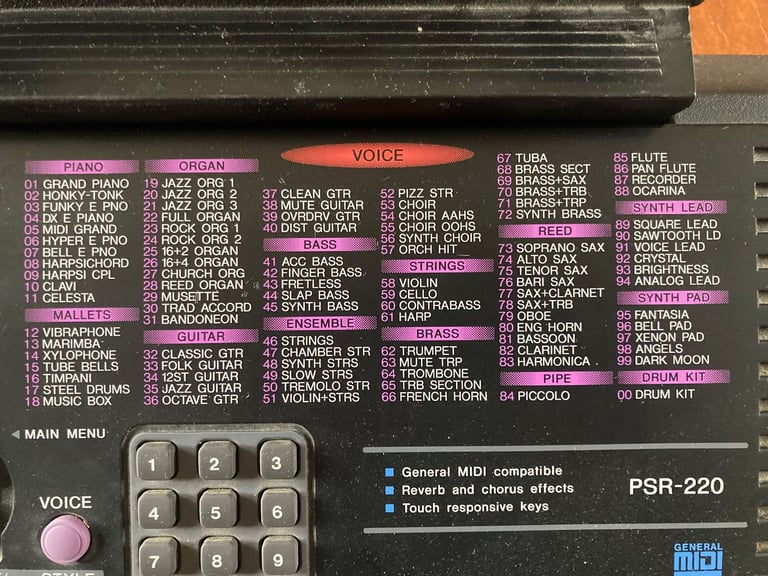 VOICE
PIANO
01 GRAND PIANO
02 HONKY-TONK
03 FUNKY E PNO
04 DX E PIANO
05 MIDI GRAND
06 HYPER E PNO
07 BELL E PNO
08 HARPSICHORD
09 HARPSI CPL
10 CLAVI
11 CELESTA
MALLETS
12 VIBRAPHONE
13 MARIMBA
14 XYLOPHONE
15 TUBE BELLS
16 TIMPANI
17 STEEL DRUMS
18 MUSIC BOX
ORGAN
19 JAZZ ORG 1
20 JAZZ ORG 2
21 JAZZ ORG 3
22 FULL ORGAN
23 ROCK ORG 1
24 ROCK ORG 2
25 16+2 ORGAN
26 16+4 ORGAN
27 CHURCH ORG
28 REED ORGAN
29 MUSETTE
30 TRAD ACCORD
31 BANDONEON
GUITAR
32 CLASSIC GTR
33 FOLK GUITAR
34 12ST GUITAR
35 JAZZ GUITAR
36 OCTAVE GTR
37 CLEAN GTR
38 MUTE GUITAR
39 OVRDRV GTR
40 DIST GUITAR
BASS
41 ACC BASS
42 FINGER BASS
43 FRETLESS
44 SLAP BASS
45 SYNTH BASS
ENSEMBLE
46 STRINGS
47 CHAMBER STR
48 SYNTH STRS
49 SLOW STRS
50 TREMOLO STR
51 VIOLIN+STRS
52 PIZZ STR
53 CHOIR
54 CHOIR AAHS
55 CHOIR OOHS
56 SYNTH CHOIR
57 ORCH HIT
STRINGS
58 VIOLIN
59 CELLO
60 CONTRABASS
61 HARP
BRASS
62 TRUMPET
63 MUTE TRP
64 TROMBONE
65 TRB SECTION
66 FRENCH HORN
67 TUBA
68 BRASS SECT
69 BRASS+SAX
70 BRASS+TRB
71 BRASS+TRP
72 SYNTH BRASS
REED
73 SOPRANO SAX
74 ALTO SAX
75 TENOR SAX
76 BARI SAX
77 SAX+CLARNET
78 SAX+TRB
79 OBOE
80 ENG HORN
81 BASSOON
82 CLARINET
83 HARMONICA
PIPE
84 PICCOLO
85 FLUTE
86 PAN FLUTE
87 RECORDER
88 OCARINA
SYNTH LEAD
89 SQUARE LEAD
90 SAWTOOTH LD
91 VOICE LEAD
92 CRYSTAL
93 BRIGHTNESS
94 ANALOG LEAD
SYNTH PAD
95 FANTASIA
96 BELL PAD
97 XENON PAD
98 ANGELS
99 DARK MOON
DRUM KIT
00 DRUM KIT
MAIN MENU
VOICE
STYLE
1 2 3
4 5 6
7 8 9
General MIDI compatible
Reverb and chorus effects
Touch responsive keys
PSR-220
GENERAL
MIDI